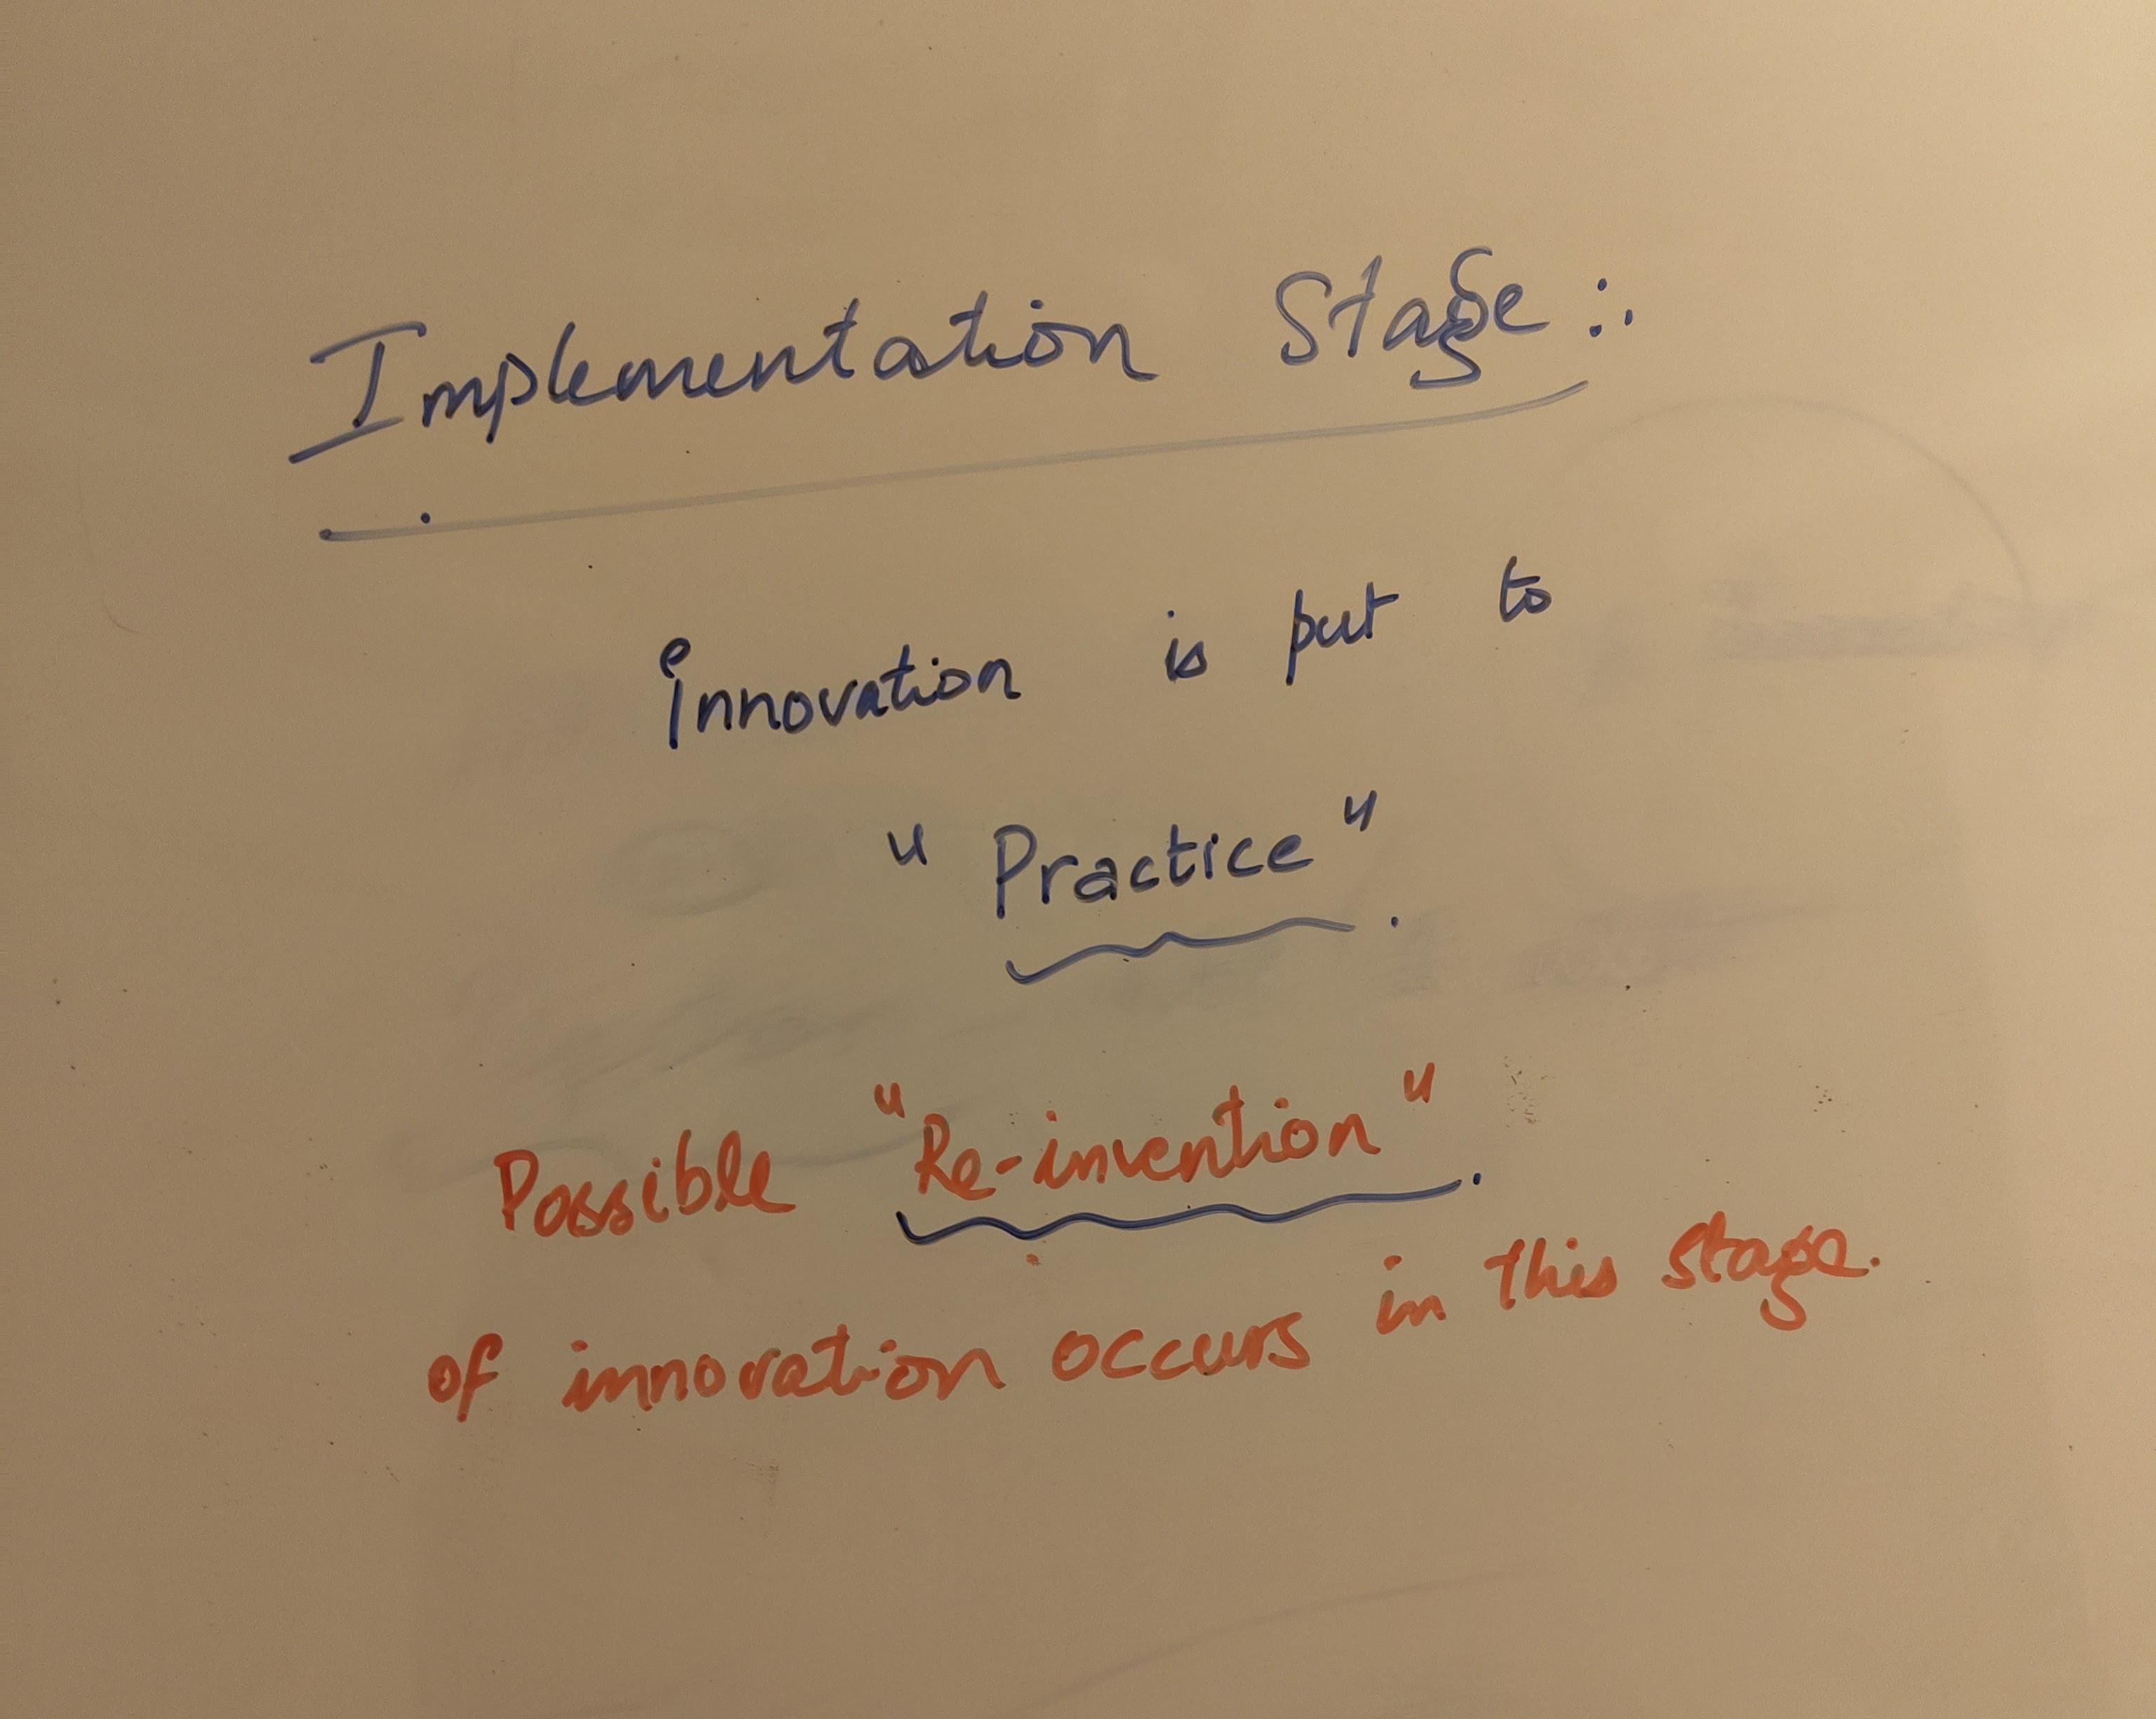 Implementation Stage :.
Innovation is put to
"Practice".
Possible "Re-invention".
of innovation occurs in this stage.